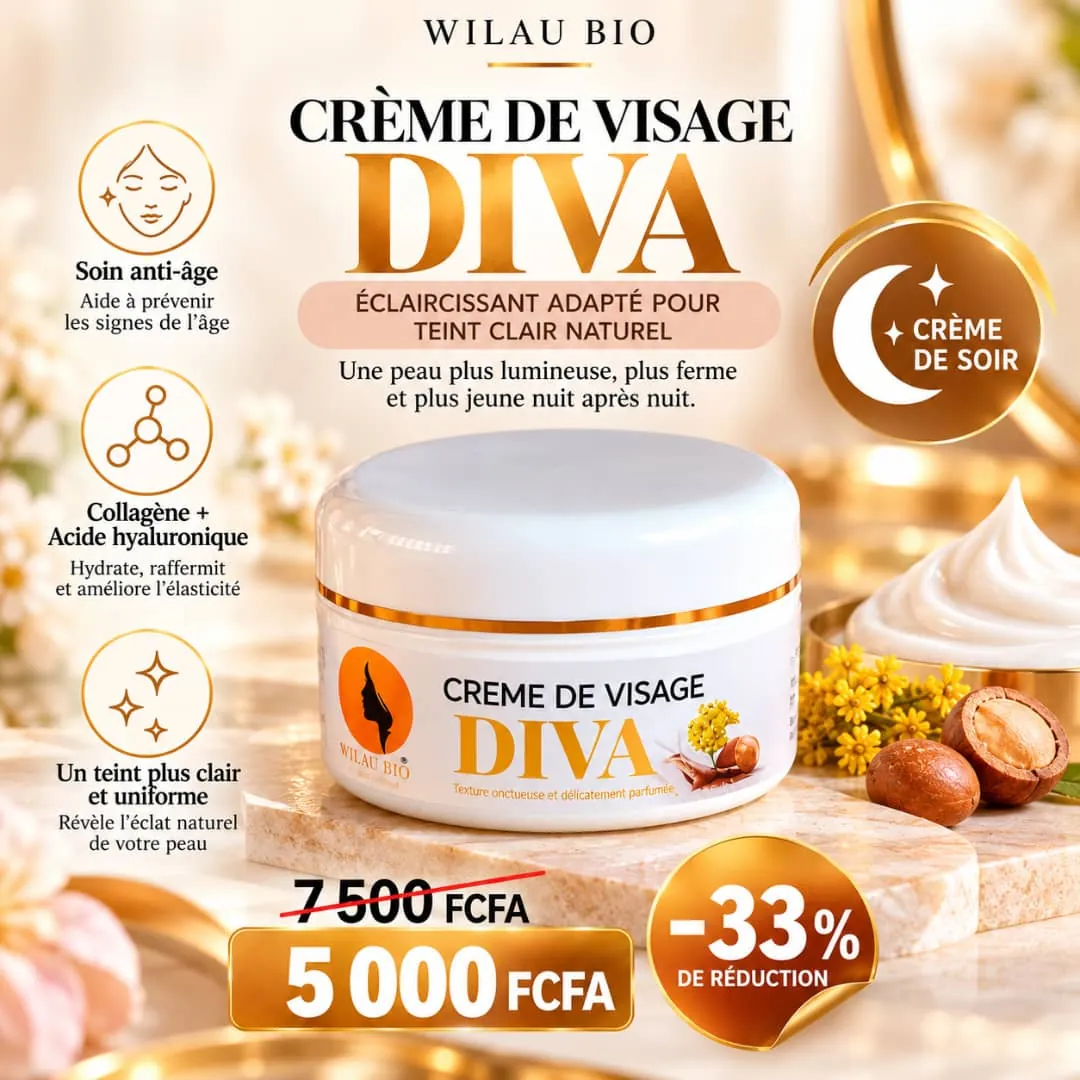 WILAU BIO
CRÈME DE VISAGE
DIVA
ÉCLAIRCISSANT ADAPTÉ POUR
TEINT CLAIR NATUREL
Une peau plus lumineuse, plus ferme
et plus jeune nuit après nuit.
Soin anti-âge
Aide à prévenir
les signes de l’âge
Collagène +
Acide hyaluronique
Hydrate, raffermit
et améliore l’élasticité
Un teint plus clair
et uniforme
Révèle l’éclat naturel
de votre peau
CRÈME
DE SOIR
WILAU BIO®
CREME DE VISAGE
DIVA
Texture onctueuse et délicatement parfumée
7 500 FCFA
5 000 FCFA
-33%
DE RÉDUCTION